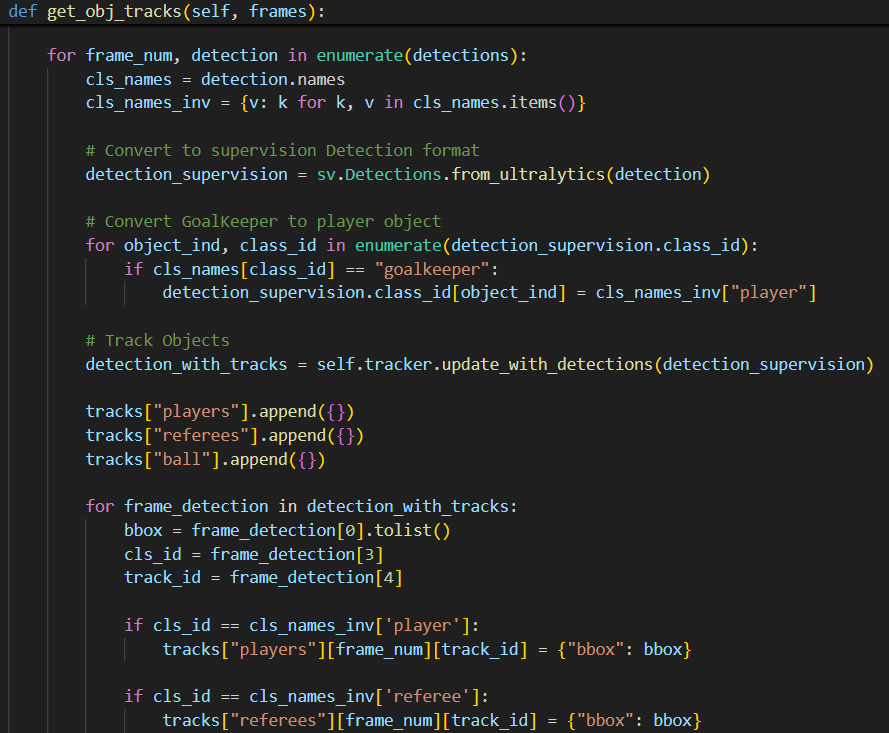 def get_obj_tracks(self, frames):
for frame_num, detection in enumerate(detections):
cls_names = detection.names
cls_names_inv = {v: k for k, v in cls_names.items()}
# Convert to supervision Detection format
detection_supervision = sv.Detections.from_ultralytics(detection)
# Convert GoalKeeper to player object
for object_ind, class_id in enumerate(detection_supervision.class_id):
if cls_names[class_id] == "goalkeeper":
detection_supervision.class_id[object_ind] = cls_names_inv["player"]
# Track Objects
detection_with_tracks = self.tracker.update_with_detections(detection_supervision)
tracks["players"].append({})
tracks["referees"].append({})
tracks["ball"].append({})
for frame_detection in detection_with_tracks:
bbox = frame_detection[0].tolist()
cls_id = frame_detection[3]
track_id = frame_detection[4]
if cls_id == cls_names_inv['player']:
tracks["players"][frame_num][track_id] = {"bbox": bbox}
if cls_id == cls_names_inv['referee']:
tracks["referees"][frame_num][track_id] = {"bbox": bbox}